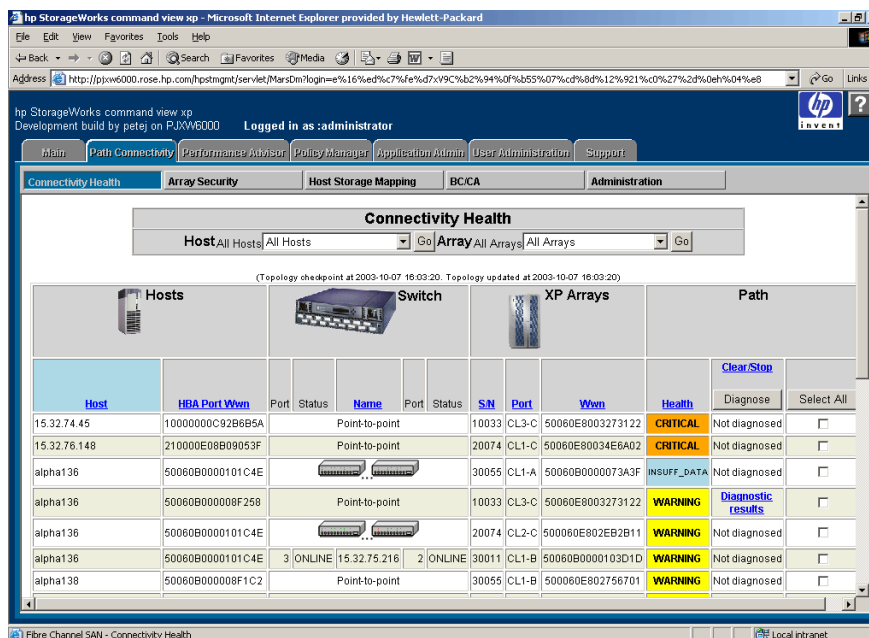 hp StorageWorks command view xp - Microsoft Internet Explorer provided by Hewlett-Packard
File Edit View Favorites Tools Help
Back Search Favorites Media
Address http://pjxw6000.rose.hp.com/hpstmgmt/servlet/MarsDm?login=e%16%ed%c7%fe%d7xV9C%b2%94%0f%b55%07%cd%8d%12%921%c0%27%2d%0eh%04%e8 Go Links
hp StorageWorks command view xp
Development build by petej on PJXW6000 Logged in as :administrator
hp invent ?
Main Path Connectivity Performance Advisor Policy Manager Application Admin User Administration Support
Connectivity Health Array Security Host Storage Mapping BC/CA Administration
Connectivity Health
Host All Hosts All Hosts Go Array All Arrays All Arrays Go
(Topology checkpoint at 2003-10-07 16:03:20. Topology updated at 2003-10-07 16:03:20)
Hosts Switch XP Arrays Path
Clear/Stop
Host HBA Port Wwn Port Status Name Port Status S/N Port Wwn Health Diagnose Select All
15.32.74.45 10000000C92B6B5A Point-to-point 10033 CL3-C 50060E8003273122 CRITICAL Not diagnosed
15.32.76.148 210000E08B09053F Point-to-point 20074 CL1-C 50060E80034E6A02 CRITICAL Not diagnosed
alpha136 50060B0000101C4E ... 30055 CL1-A 50060B0000073A3F INSUFF_DATA Not diagnosed
alpha136 50060B000008F258 Point-to-point 10033 CL3-C 50060E8003273122 WARNING Diagnostic results
alpha136 50060B0000101C4E ... 20074 CL2-C 500060E802EB2B11 WARNING Not diagnosed
alpha136 50060B0000101C4E 3 ONLINE 15.32.75.216 2 ONLINE 30011 CL1-B 50060B0000103D1D WARNING Not diagnosed
alpha138 50060B000008F1C2 Point-to-point 30055 CL1-B 500060E802756701 WARNING Not diagnosed
Fibre Channel SAN - Connectivity Health Local intranet